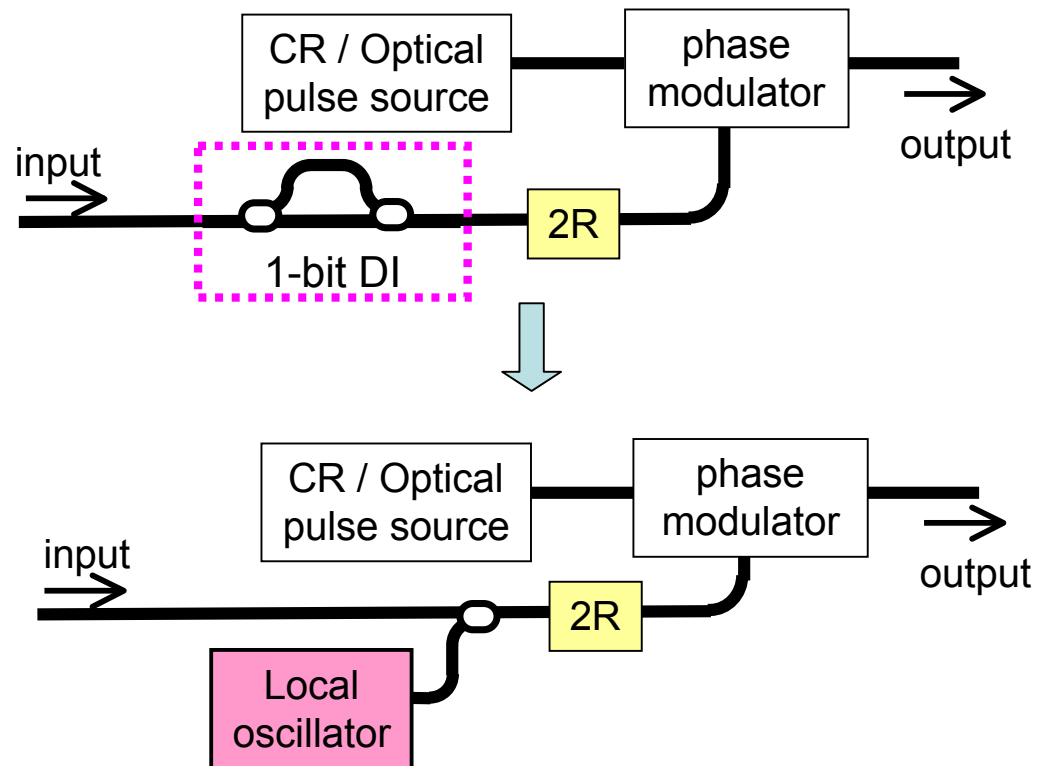 CR / Optical
pulse source
phase
modulator
output
input
2R
1-bit DI
CR / Optical
pulse source
phase
modulator
output
input
2R
Local
oscillator